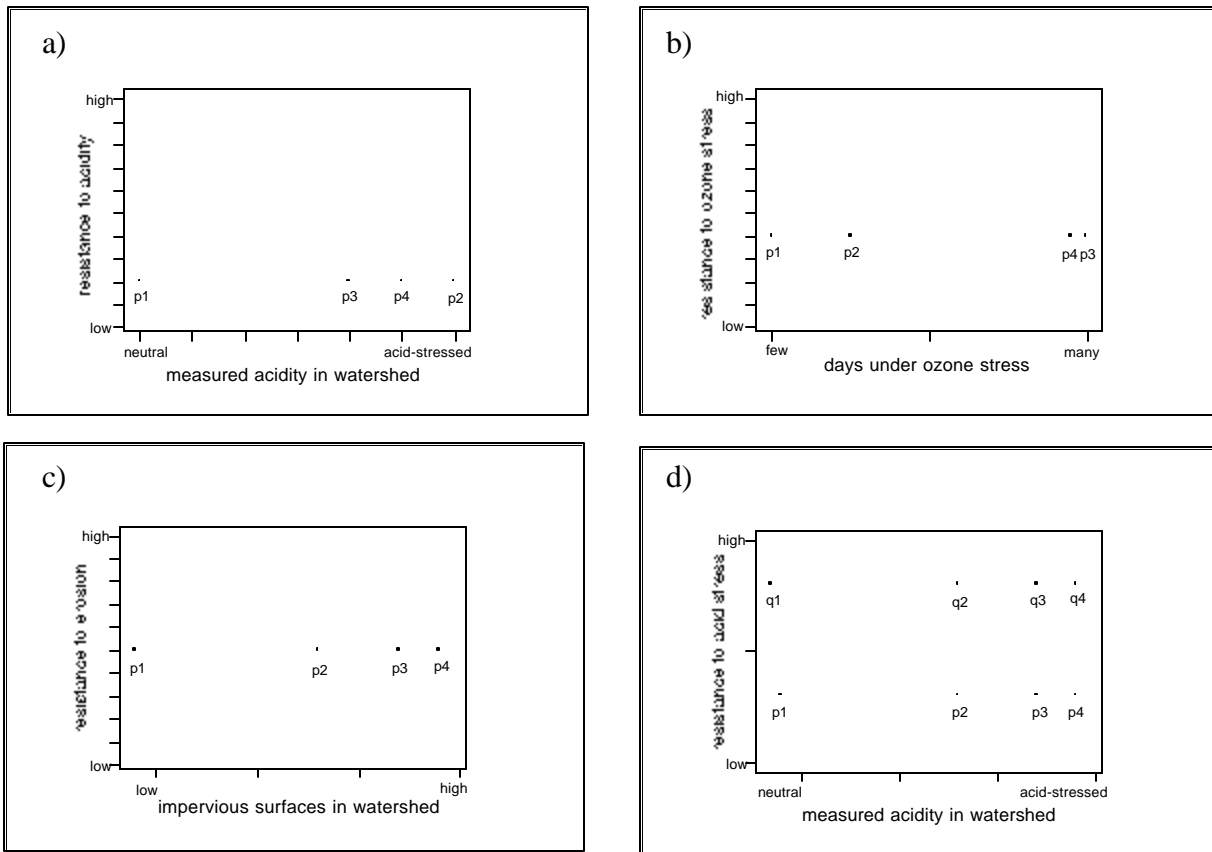 a)
high
resistance to acidity
p1 p3 p4 p2
low
neutral acid-stressed
measured acidity in watershed
b)
high
resistance to ozone stress
p1 p2 p4 p3
low
few many
days under ozone stress
c)
high
resistance to erosion
p1 p2 p3 p4
low
low high
impervious surfaces in watershed
d)
high
resistance to acid stress
q1 q2 q3 q4
p1 p2 p3 p4
low
neutral acid-stressed
measured acidity in watershed